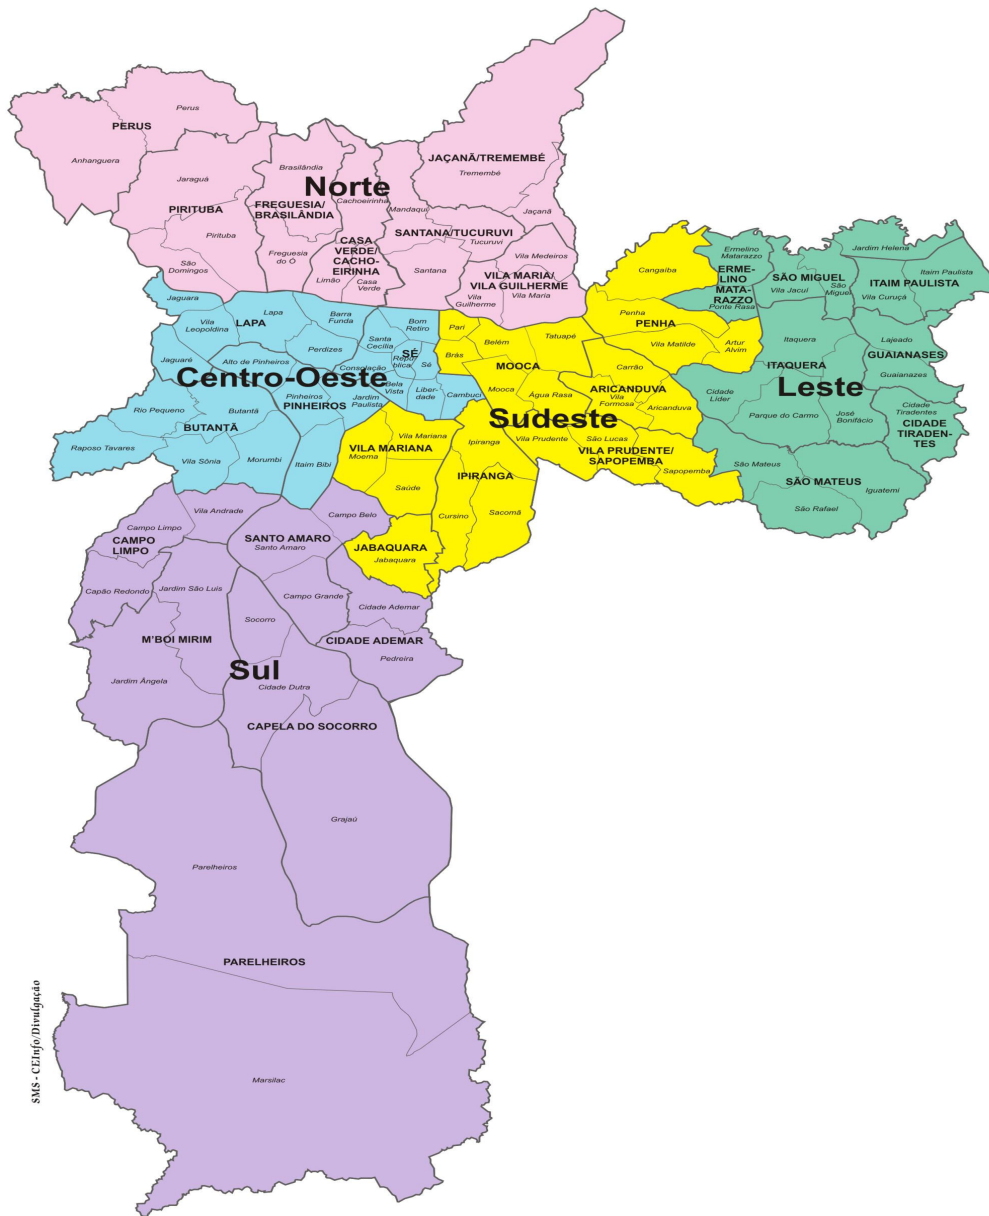 Perus
PERUS
Anhanguera
Jaraguá
PIRITUBA
Pirituba
São
Domingos
Brasilândia
Norte
FREGUESIA/
BRASILÂNDIA
Cachoeirinha
Freguesia
do Ó
CASA
VERDE/
CACHO-
EIRINHA
Limão
Casa
Verde
Mandaqui
JAÇANÃ/TREMEMBÉ
Tremembé
Jaçanã
SANTANA/TUCURUVI
Tucuruvi
Santana
Vila Medeiros
VILA MARIA/
VILA GUILHERME
Vila
Guilherme
Vila Maria
Jaguara
Lapa
LAPA
Vila
Leopoldina
Barra
Funda
Bom
Retiro
Santa
Cecília
Perdizes
SÉ
Repú
blica
Sé
Jaguaré
Alto de Pinheiros
Consolação
Centro-Oeste
Bela
Vista
Liber-
dade
Cambuci
Pinheiros
PINHEIROS
Jardim
Paulista
Rio Pequeno
Butantã
BUTANTÃ
Raposo Tavares
Vila Sônia
Morumbi
Itaim Bibi
Cangaíba
Penha
PENHA
Vila Matilde
Artur
Alvim
Pari
Brás
Belém
Tatuapé
MOOCA
Mooca
Água Rasa
Carrão
ARICANDUVA
Vila
Formosa
Aricanduva
Sudeste
Vila Prudente
São Lucas
VILA PRUDENTE/
SAPOPEMBA
Sapopemba
Vila Mariana
VILA MARIANA
Moema
Saúde
Ipiranga
IPIRANGA
Cursino
Sacomã
JABAQUARA
Jabaquara
Ermelino
Matarazzo
ERME-
LINO
MATA-
RAZZO
Ponte Rasa
SÃO MIGUEL
Vila Jacuí
São
Miguel
Jardim Helena
Itaim Paulista
ITAIM PAULISTA
Vila Curuçá
Itaquera
ITAQUERA
Lajeado
GUAIANASES
Guaianazes
Leste
Cidade
Líder
Parque do Carmo
José
Bonifácio
Cidade
Tiradentes
CIDADE
TIRADEN-
TES
São Mateus
SÃO MATEUS
Iguatemi
São Rafael
Vila Andrade
Campo Limpo
CAMPO
LIMPO
Capão Redondo
Campo Belo
SANTO AMARO
Santo Amaro
Campo Grande
Jardim São Luis
M'BOI MIRIM
Jardim Ângela
Socorro
Cidade Ademar
CIDADE ADEMAR
Pedreira
Sul
Cidade Dutra
CAPELA DO SOCORRO
Grajaú
Parelheiros
PARELHEIROS
Marsilac
SMS - CEInfo/Divulgação